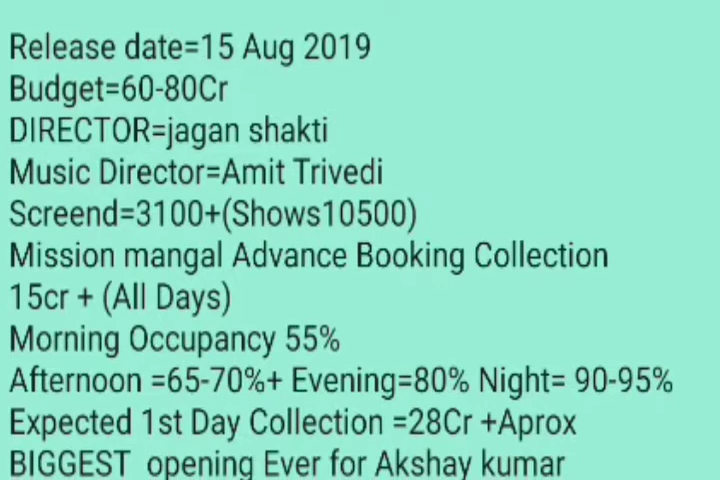 Release date=15 Aug 2019
Budget=60-80Cr
DIRECTOR=jagan shakti
Music Director=Amit Trivedi
Screend=3100+(Shows10500)
Mission mangal Advance Booking Collection
15cr + (All Days)
Morning Occupancy 55%
Afternoon =65-70%+ Evening=80% Night= 90-95%
Expected 1st Day Collection =28Cr +Aprox
BIGGEST  opening Ever for Akshay kumar